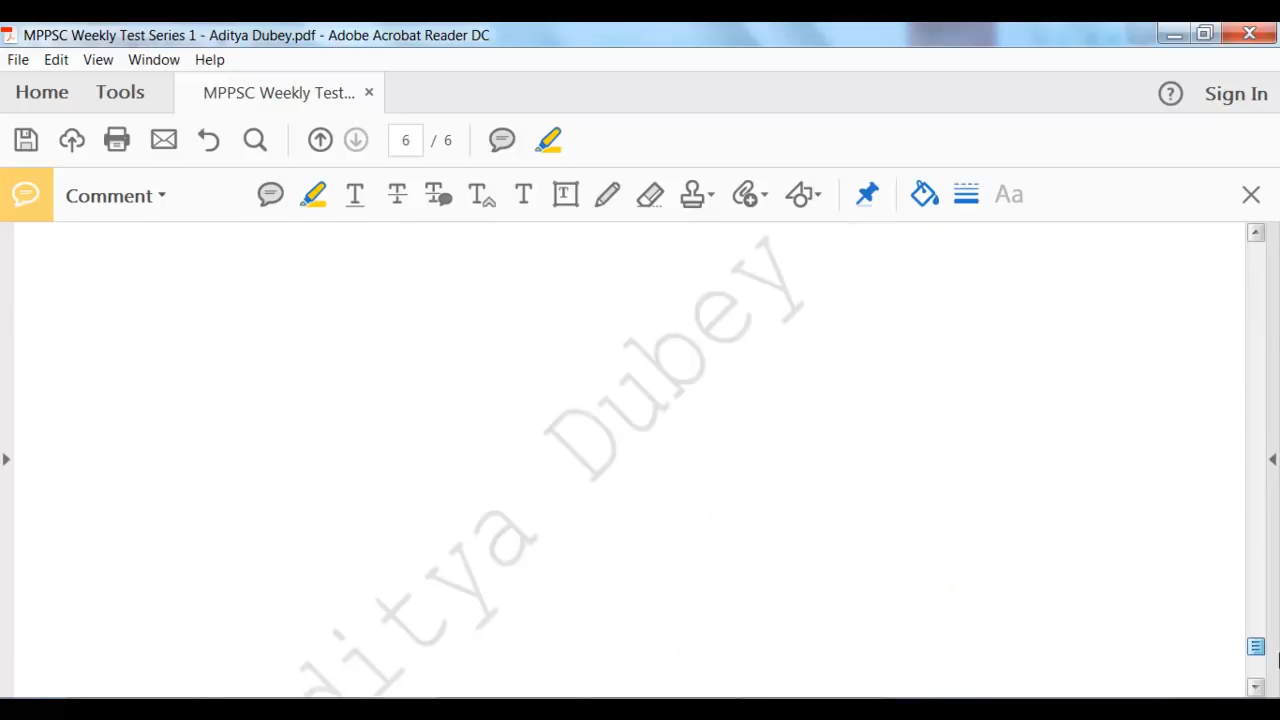 MPPSC Weekly Test Series 1 - Aditya Dubey.pdf - Adobe Acrobat Reader DC
File Edit View Window Help
Home Tools MPPSC Weekly Test... × ? Sign In
6 / 6
Comment T T T T T T Aa
ditya Dubey